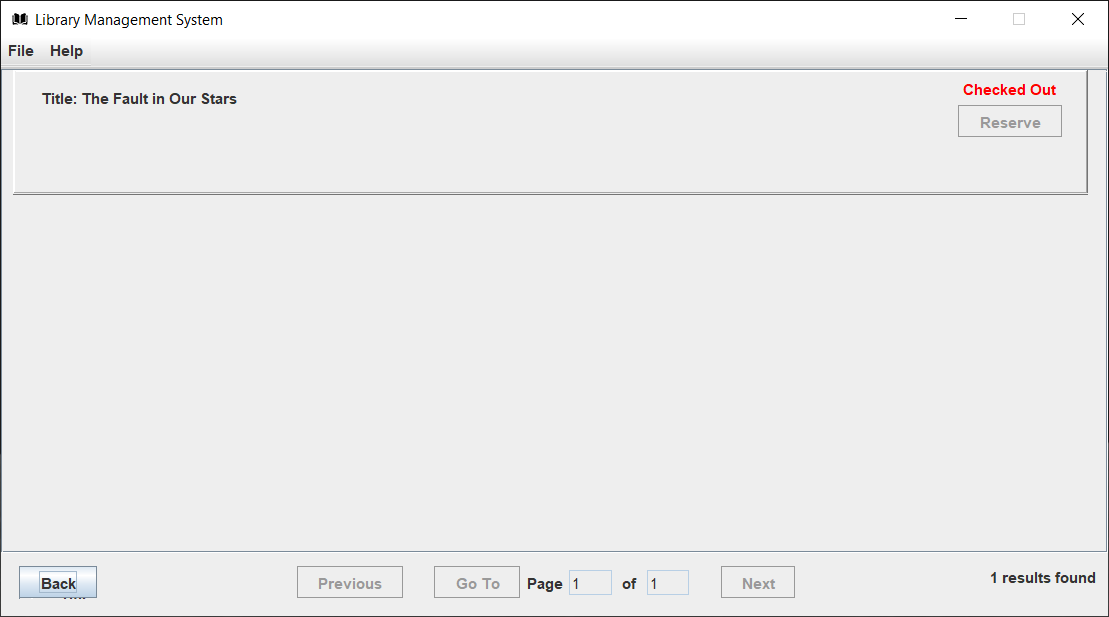 Library Management System
File Help
Title: The Fault in Our Stars
Checked Out
Reserve
Back
Previous
Go To
Page 1 of 1
Next
1 results found